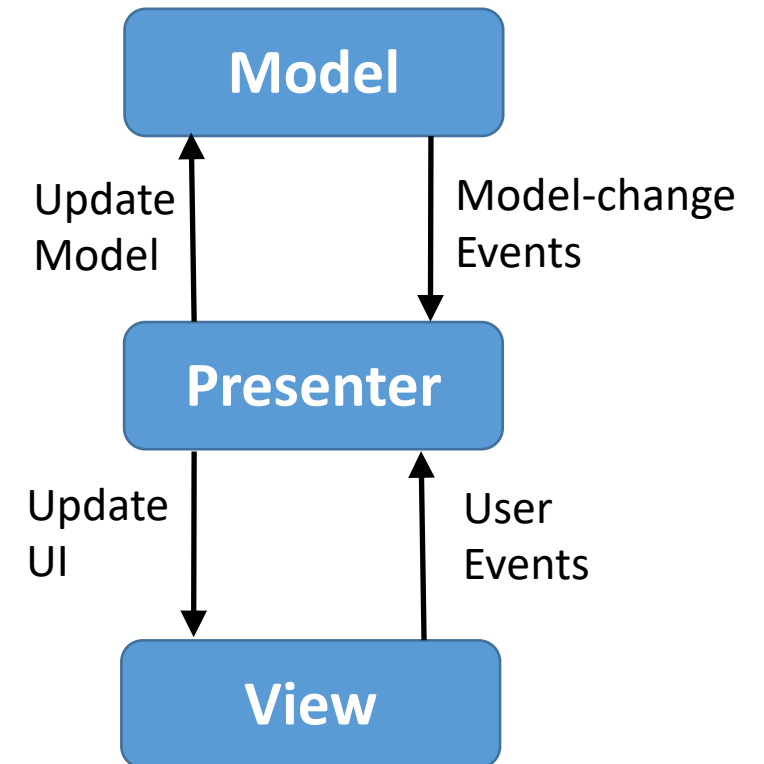 Model
Update
Model
Model-change
Events
Presenter
Update
UI
User
Events
View